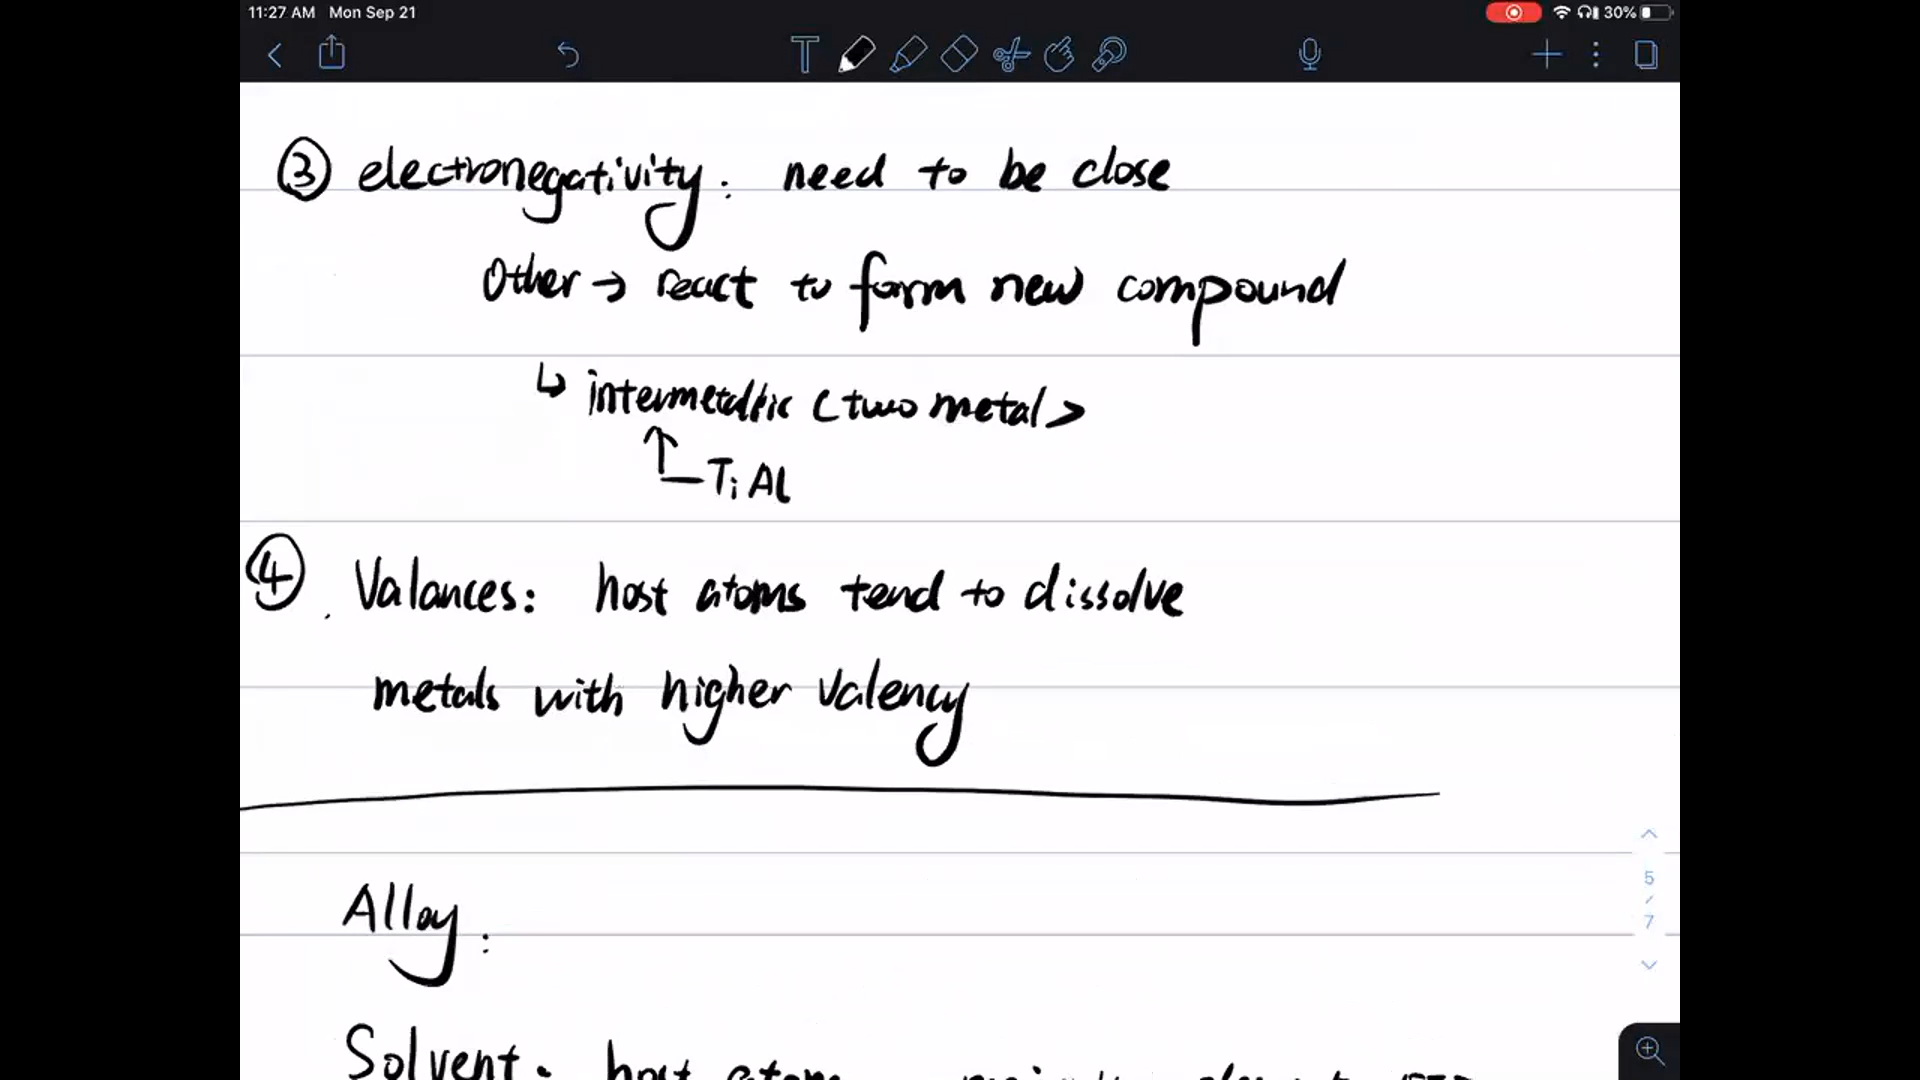 11:27 AM Mon Sep 21
30%
③ electronegativity: need to be close
Other → react to form new compound
↳ intermetallic (two metal>
TiAl
④ Valances: host atoms tend to dissolve
metals with higher valency
5
/
7
Alloy:
Solvent: host atoms